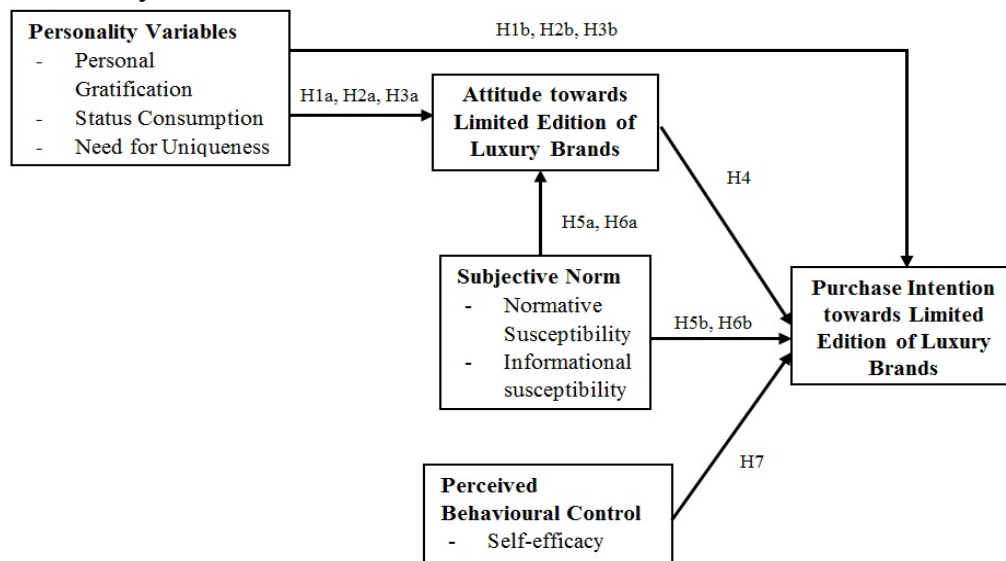 Personality Variables
- Personal
Gratification
- Status Consumption
- Need for Uniqueness
H1b, H2b, H3b
H1a, H2a, H3a
Attitude towards
Limited Edition of
Luxury Brands
H4
H5a, H6a
Subjective Norm
- Normative
Susceptibility
- Informational
susceptibility
H5b, H6b
Purchase Intention
towards Limited
Edition of Luxury
Brands
H7
Perceived
Behavioural Control
- Self-efficacy